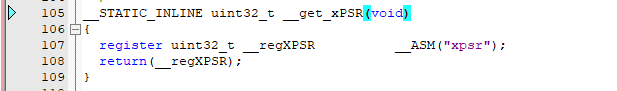 105 __STATIC_INLINE uint32_t __get_xPSR(void)
106 {
107 register uint32_t __regXPSR __ASM("xpsr");
108 return(__regXPSR);
109 }